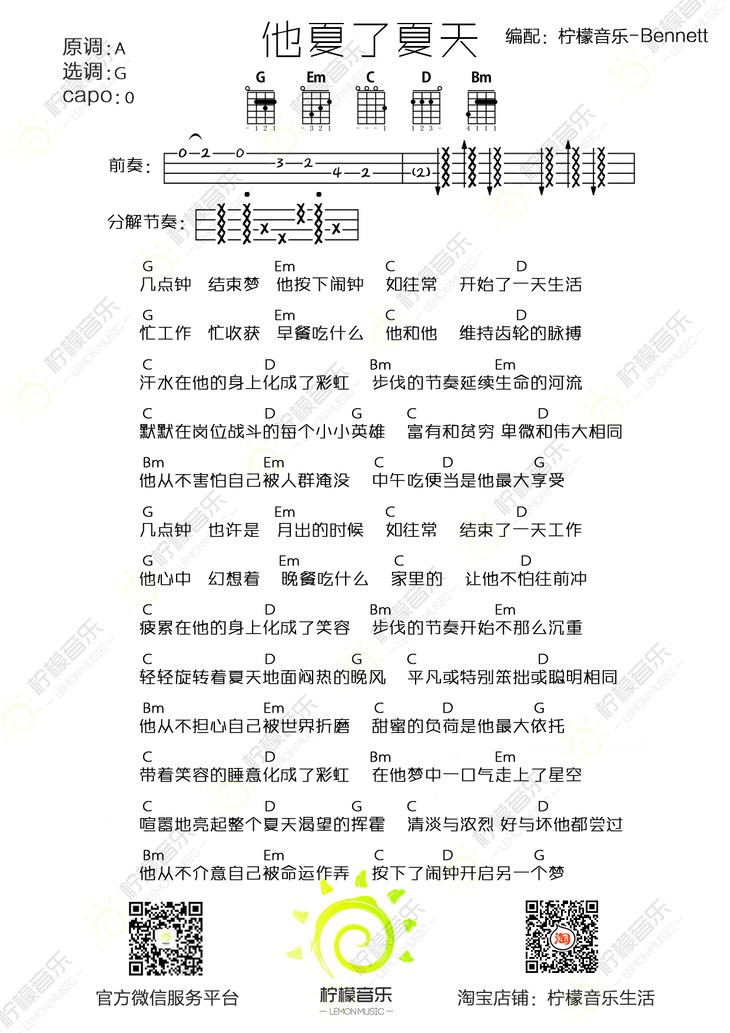 他夏了夏天
编配：柠檬音乐-Bennett
原调：A
选调：G
capo：0
G Em C D Bm
-121 -321 ---1 123- 4111
前奏：
0 2 0 3 2 4 2 (2)
分解节奏：
G Em C D
几点钟 结束梦 他按下闹钟 如往常 开始了一天生活
G Em C D
忙工作 忙收获 早餐吃什么 他和他 维持齿轮的脉搏
C D Bm Em
汗水在他的身上化成了彩虹 步伐的节奏延续生命的河流
C D G C D
默默在岗位战斗的每个小小英雄 富有和贫穷 卑微和伟大相同
Bm Em C D G
他从不害怕自己被人群淹没 中午吃便当是他最大享受
G Em C D
几点钟 也许是 月出的时候 如往常 结束了一天工作
G Em C D
他心中 幻想着 晚餐吃什么 家里的 让他不怕往前冲
C D Bm Em
疲累在他的身上化成了笑容 步伐的节奏开始不那么沉重
C D G C D
轻轻旋转着夏天地面闷热的晚风 平凡或特别笨拙或聪明相同
Bm Em C D G
他从不担心自己被世界折磨 甜蜜的负荷是他最大依托
C D Bm Em
带着笑容的睡意化成了彩虹 在他梦中一口气走上了星空
C D G C D
喧嚣地亮起整个夏天渴望的挥霍 清淡与浓烈 好与坏他都尝过
Bm Em C D G
他从不介意自己被命运作弄 按下了闹钟开启另一个梦
淘
柠檬音乐
LEMON MUSIC
官方微信服务平台
淘宝店铺：柠檬音乐生活